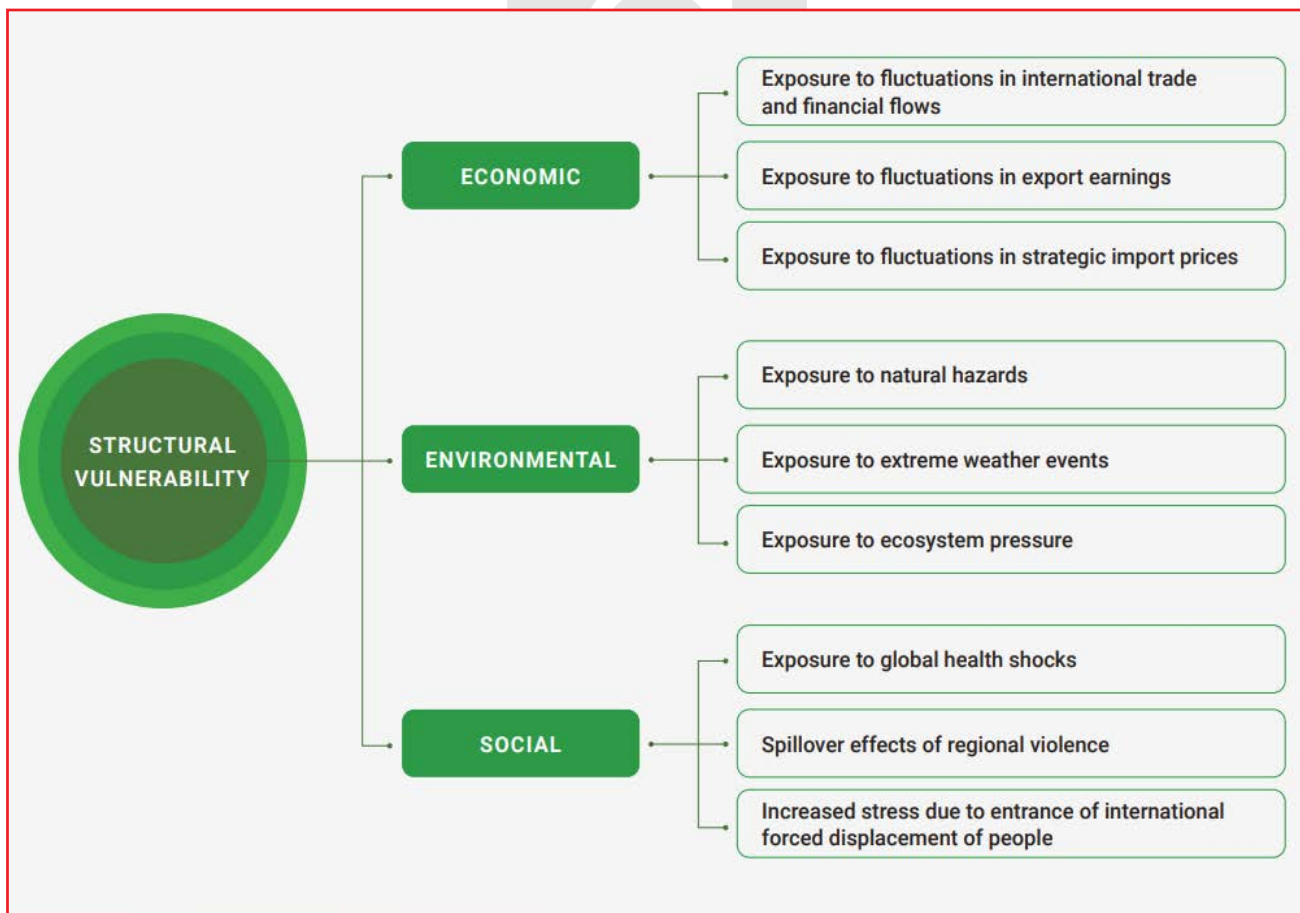 STRUCTURAL
VULNERABILITY
ECONOMIC
Exposure to fluctuations in international trade
and financial flows
Exposure to fluctuations in export earnings
Exposure to fluctuations in strategic import prices
ENVIRONMENTAL
Exposure to natural hazards
Exposure to extreme weather events
Exposure to ecosystem pressure
SOCIAL
Exposure to global health shocks
Spillover effects of regional violence
Increased stress due to entrance of international
forced displacement of people